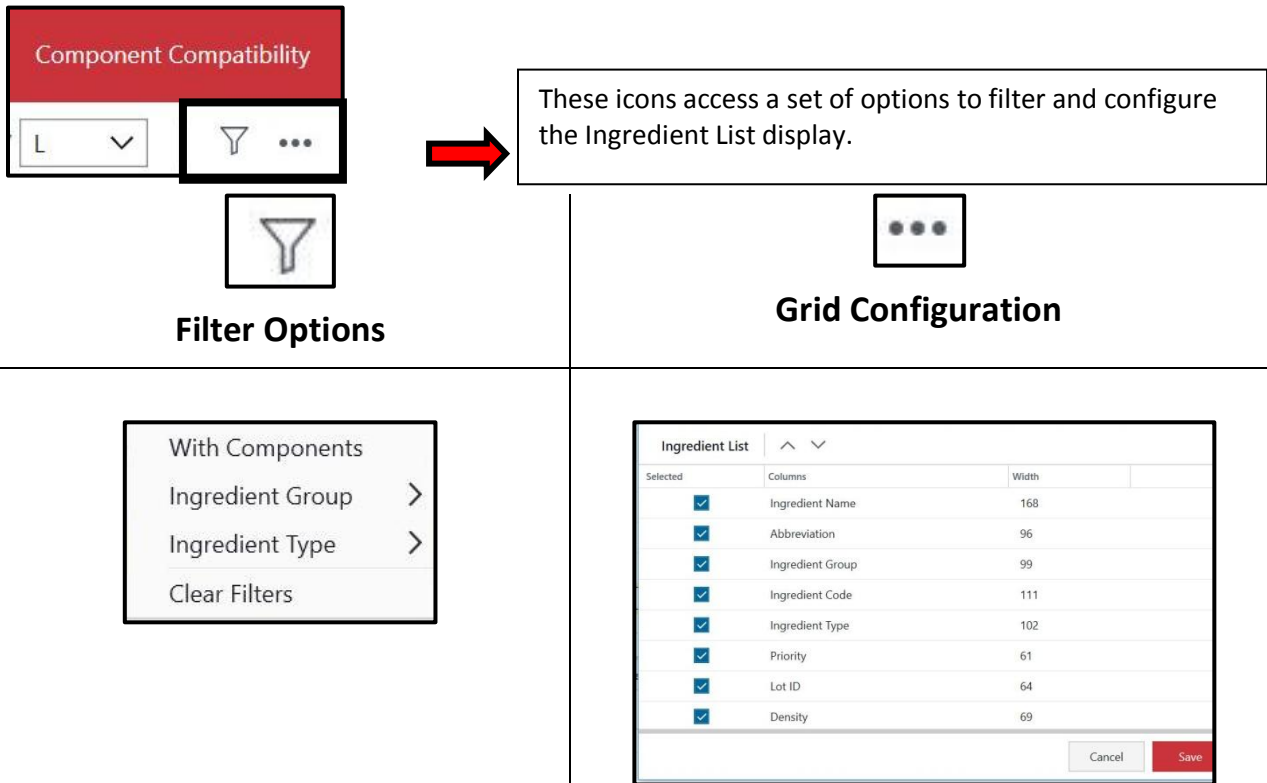 Component Compatibility
L
These icons access a set of options to filter and configure
the Ingredient List display.
Filter Options
Grid Configuration
With Components
Ingredient Group
Ingredient Type
Clear Filters
Ingredient List
Selected Columns Width
Ingredient Name 168
Abbreviation 96
Ingredient Group 99
Ingredient Code 111
Ingredient Type 102
Priority 61
Lot ID 64
Density 69
Cancel Save